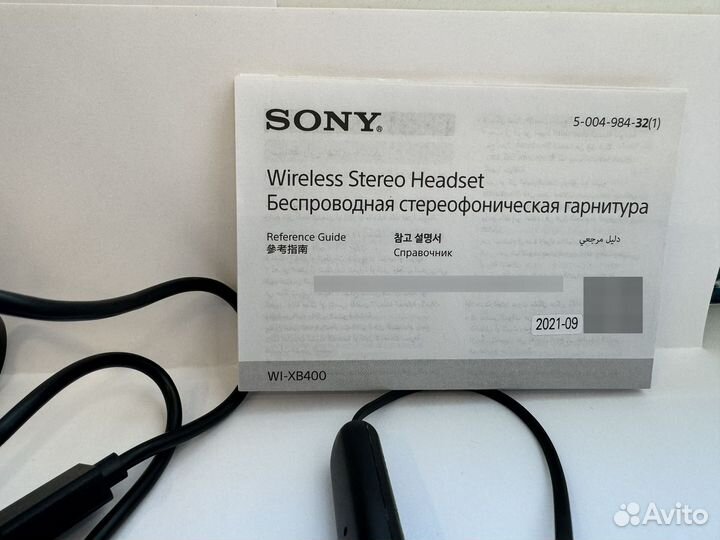 SONY® 5-004-984-32(1)
Wireless Stereo Headset
Беспроводная стереофоническая гарнитура
Reference Guide 참고 설명서 دليل مرجعي
參考指南 Справочник
2021-09
WI-XB400
Avito